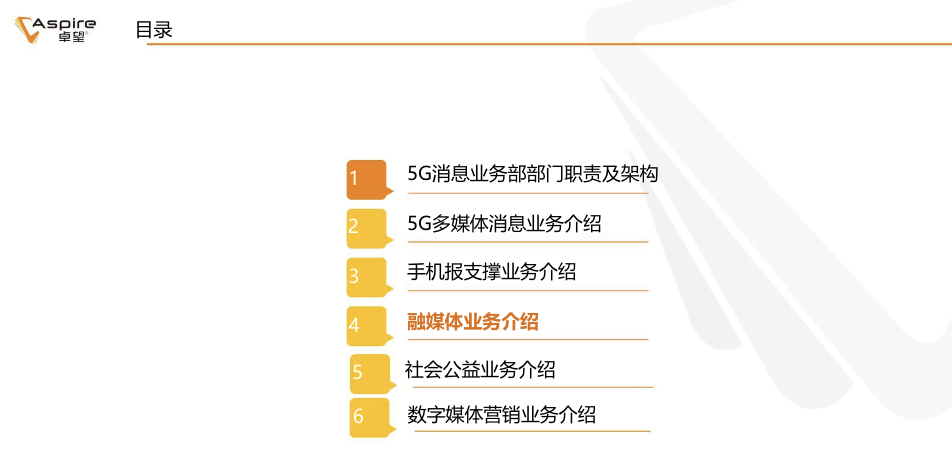 Aspire
卓望®
目录
1 5G消息业务部部门职责及架构
2 5G多媒体消息业务介绍
3 手机报支撑业务介绍
4 融媒体业务介绍
5 社会公益业务介绍
6 数字媒体营销业务介绍